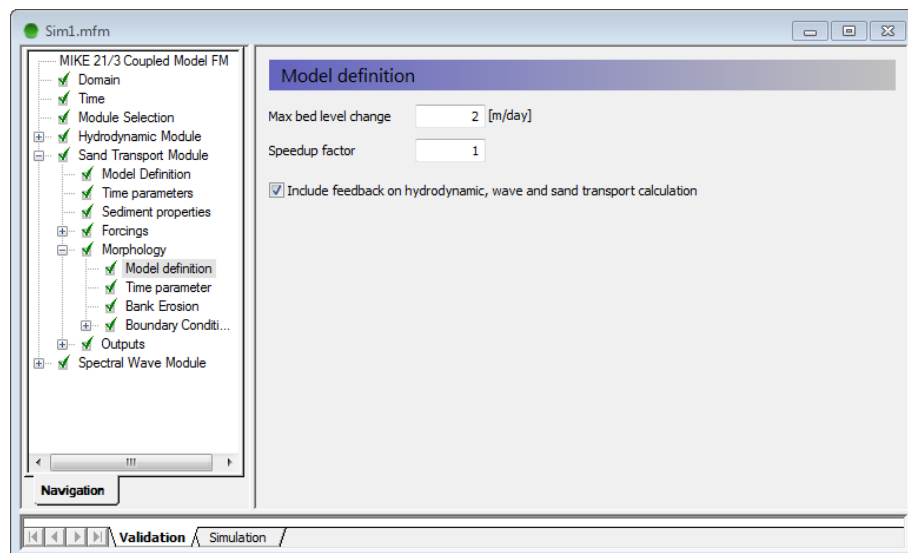 Sim1.mfm
MIKE 21/3 Coupled Model FM
Domain
Time
Module Selection
Hydrodynamic Module
Sand Transport Module
Model Definition
Time parameters
Sediment properties
Forcings
Morphology
Model definition
Time parameter
Bank Erosion
Boundary Conditi...
Outputs
Spectral Wave Module
Navigation
Model definition
Max bed level change 2 [m/day]
Speedup factor 1
Include feedback on hydrodynamic, wave and sand transport calculation
Validation Simulation